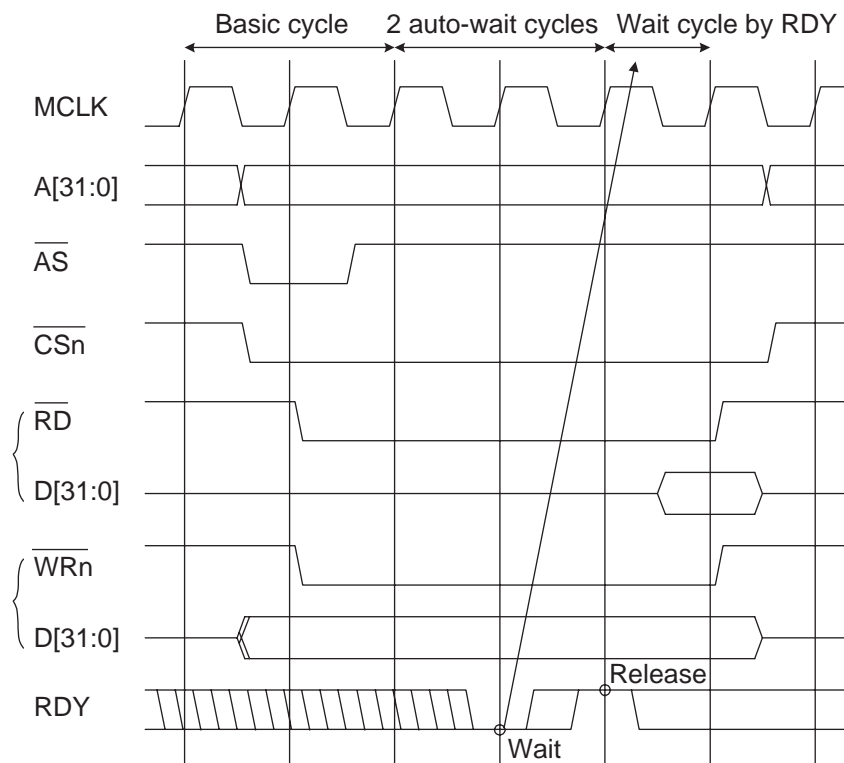 Basic cycle 2 auto-wait cycles Wait cycle by RDY
MCLK
A[31:0]
AS
CSn
RD
D[31:0]
WRn
D[31:0]
Release
RDY
Wait